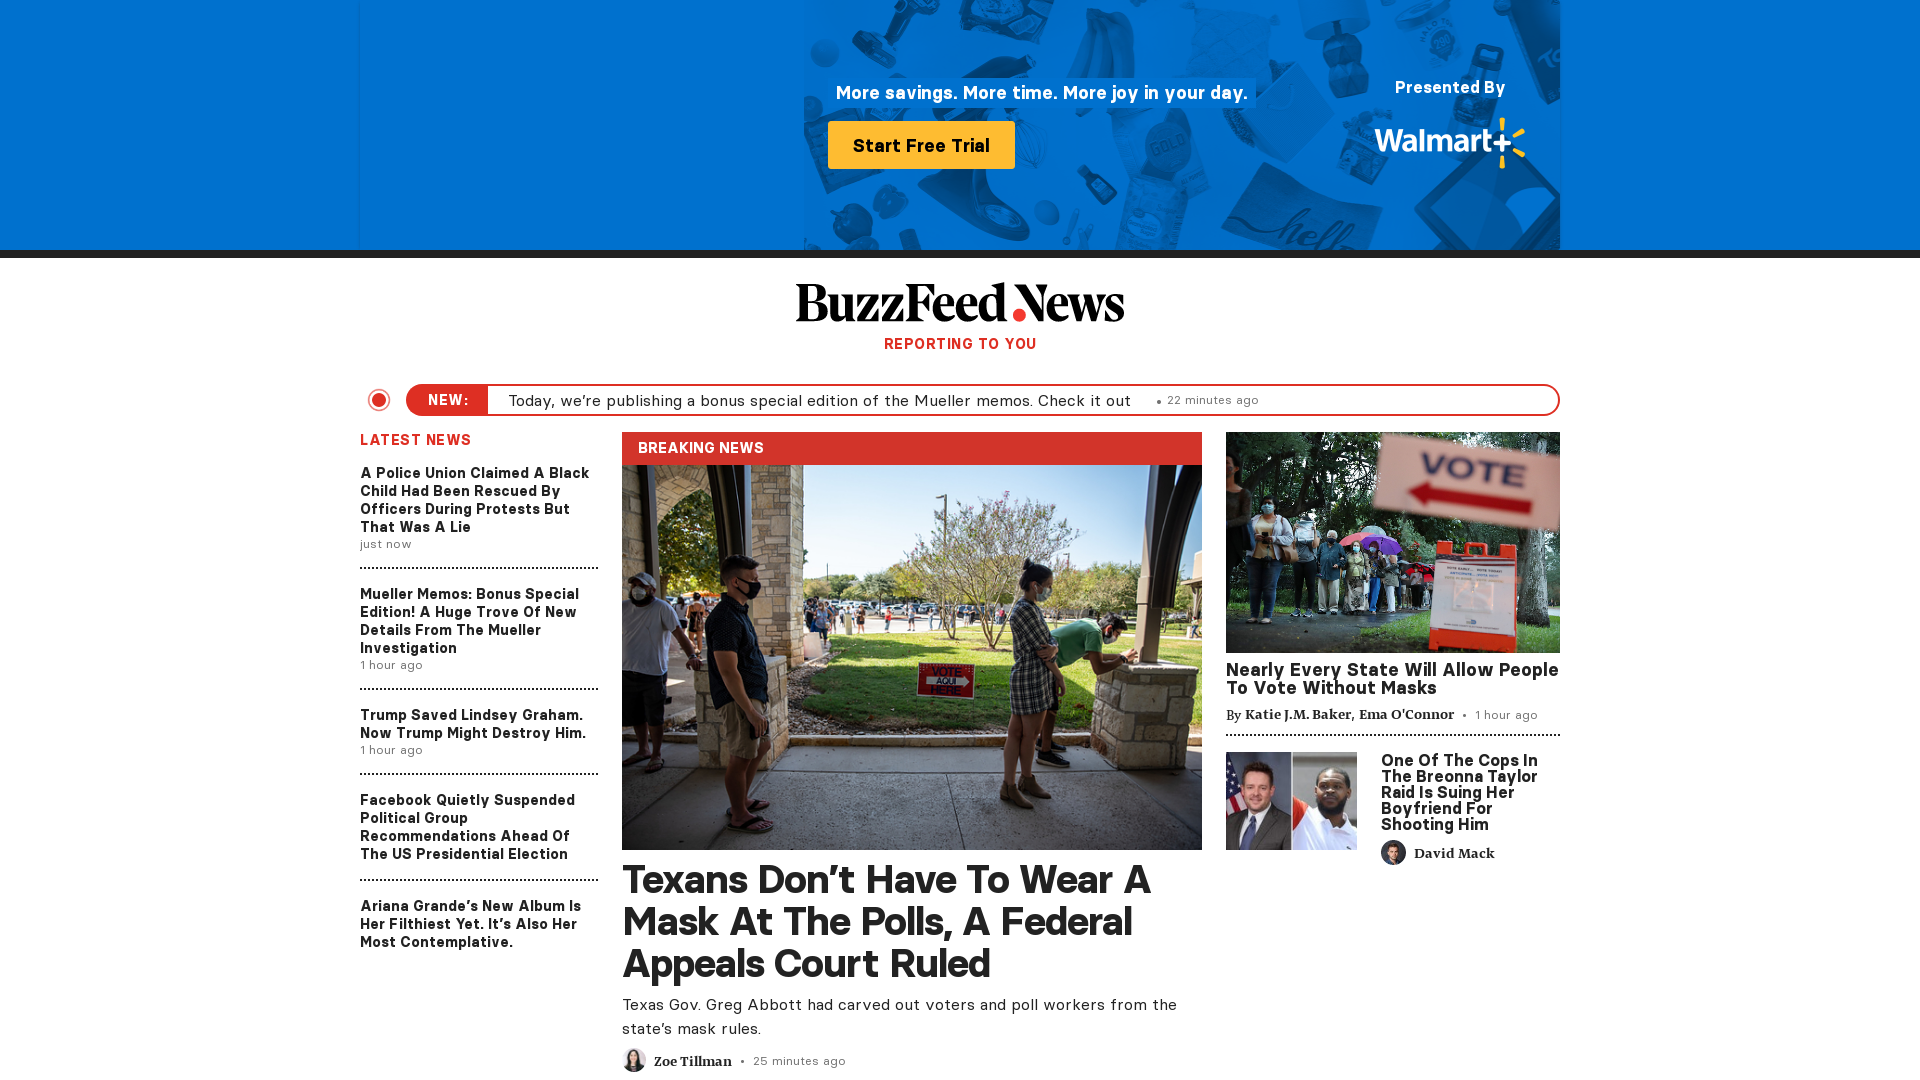 More savings. More time. More joy in your day.
Start Free Trial
Presented By
Walmart+
GOLD
hello
BuzzFeed News
REPORTING TO YOU
NEW:
Today, we’re publishing a bonus special edition of the Mueller memos. Check it out
• 22 minutes ago
LATEST NEWS
A Police Union Claimed A Black
Child Had Been Rescued By
Officers During Protests But
That Was A Lie
just now
Mueller Memos: Bonus Special
Edition! A Huge Trove Of New
Details From The Mueller
Investigation
1 hour ago
Trump Saved Lindsey Graham.
Now Trump Might Destroy Him.
1 hour ago
Facebook Quietly Suspended
Political Group
Recommendations Ahead Of
The US Presidential Election
Ariana Grande’s New Album Is
Her Filthiest Yet. It’s Also Her
Most Contemplative.
BREAKING NEWS
VOTE
AQUI
HERE
Texans Don’t Have To Wear A
Mask At The Polls, A Federal
Appeals Court Ruled
Texas Gov. Greg Abbott had carved out voters and poll workers from the
state’s mask rules.
Zoe Tillman • 25 minutes ago
VOTE
Nearly Every State Will Allow People
To Vote Without Masks
By Katie J.M. Baker, Ema O'Connor • 1 hour ago
One Of The Cops In
The Breonna Taylor
Raid Is Suing Her
Boyfriend For
Shooting Him
David Mack